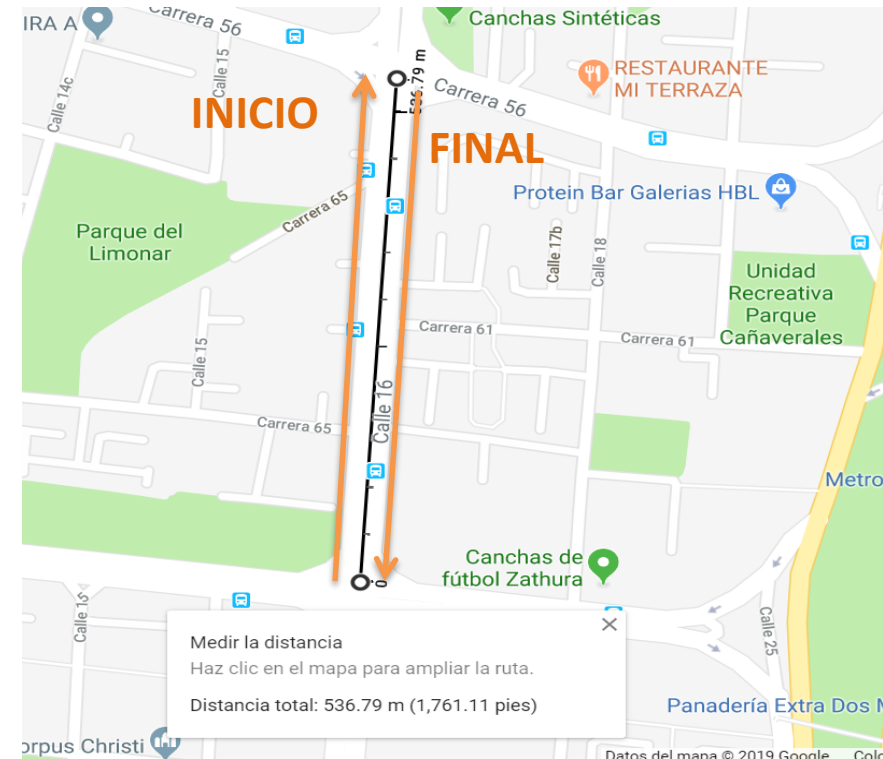 IRA A
Carrera 56
Canchas Sintéticas
Calle 15
Calle 14c
INICIO
536.79 m
Carrera 56
RESTAURANTE
MI TERRAZA
FINAL
Carrera 65
Protein Bar Galerias HBL
Parque del
Limonar
Calle 17b
Calle 18
Unidad
Recreativa
Parque
Cañaverales
Carrera 61
Carrera 61
Calle 15
Calle 16
Carrera 65
Metro
Canchas de
fútbol Zathura
0
Calle 15
Calle 25
Medir la distancia
Haz clic en el mapa para ampliar la ruta.
Distancia total: 536.79 m (1,761.11 pies)
Panadería Extra Dos
orpus Christi
Datos del mapa © 2019 Google
Colo